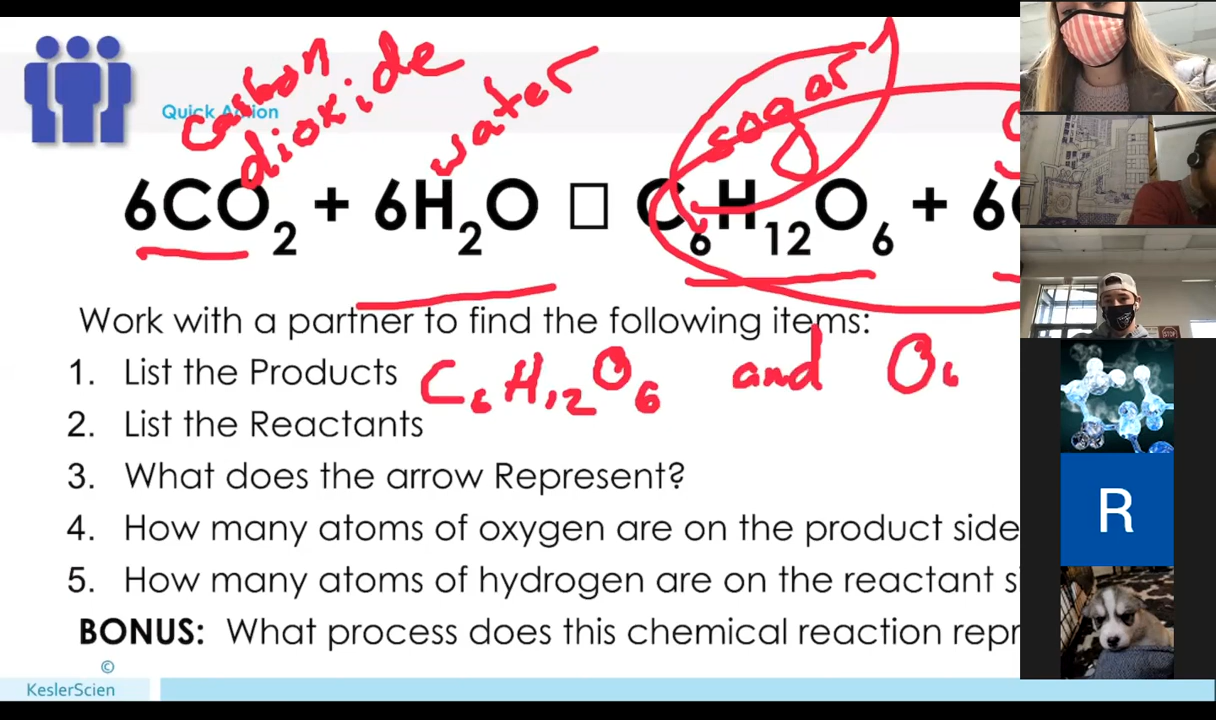 carbon
dioxide
water
sogar
Quick Action
6CO₂ + 6H₂O □ C₆H₁₂O₆ + 6
Work with a partner to find the following items:
1. List the Products C₆H₁₂O₆ and O₆
2. List the Reactants
3. What does the arrow Represent?
4. How many atoms of oxygen are on the product side
5. How many atoms of hydrogen are on the reactant s
BONUS: What process does this chemical reaction repr
©
KeslerScien
R